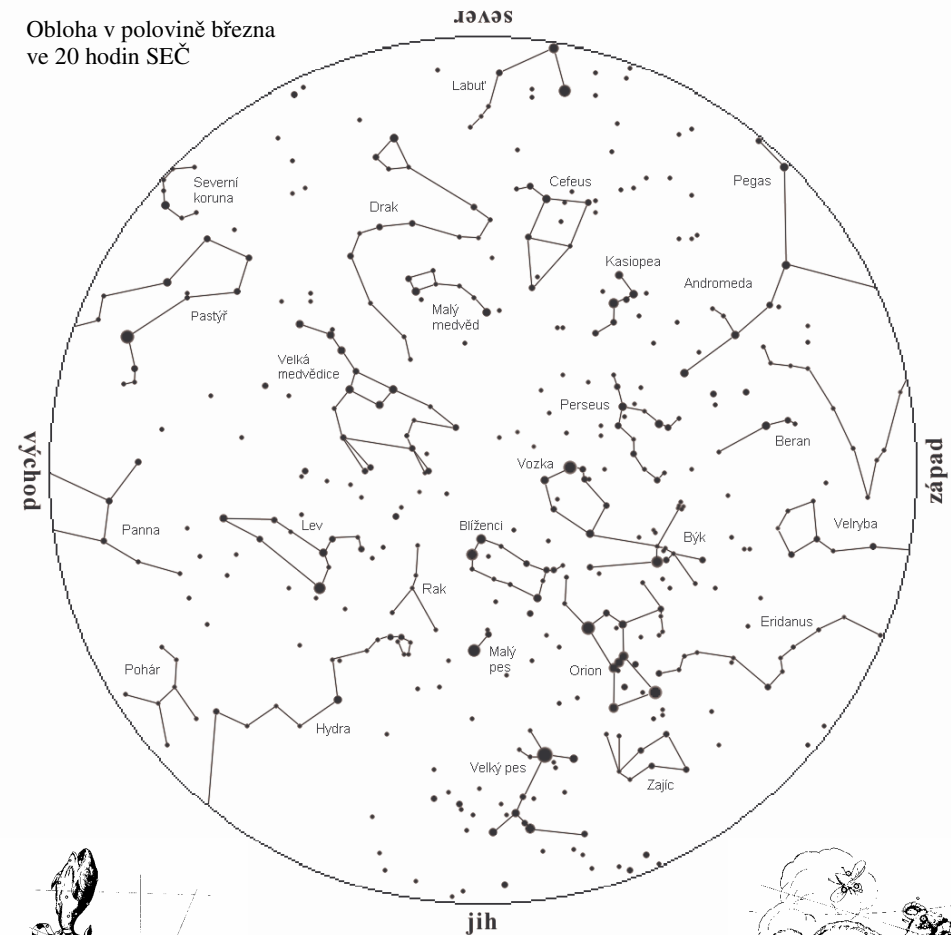 Obloha v polovině března
ve 20 hodin SEČ
sever
Labuť
Severní
koruna
Drak
Cefeus
Pegas
Kasiopea
Andromeda
Pastýř
Malý
medvěd
Velká
medvědice
Perseus
Beran
východ
západ
Vozka
Panna
Lev
Blíženci
Býk
Velryba
Rak
Eridanus
Malý
pes
Orion
Pohár
Hydra
Velký pes
Zajíc
jih